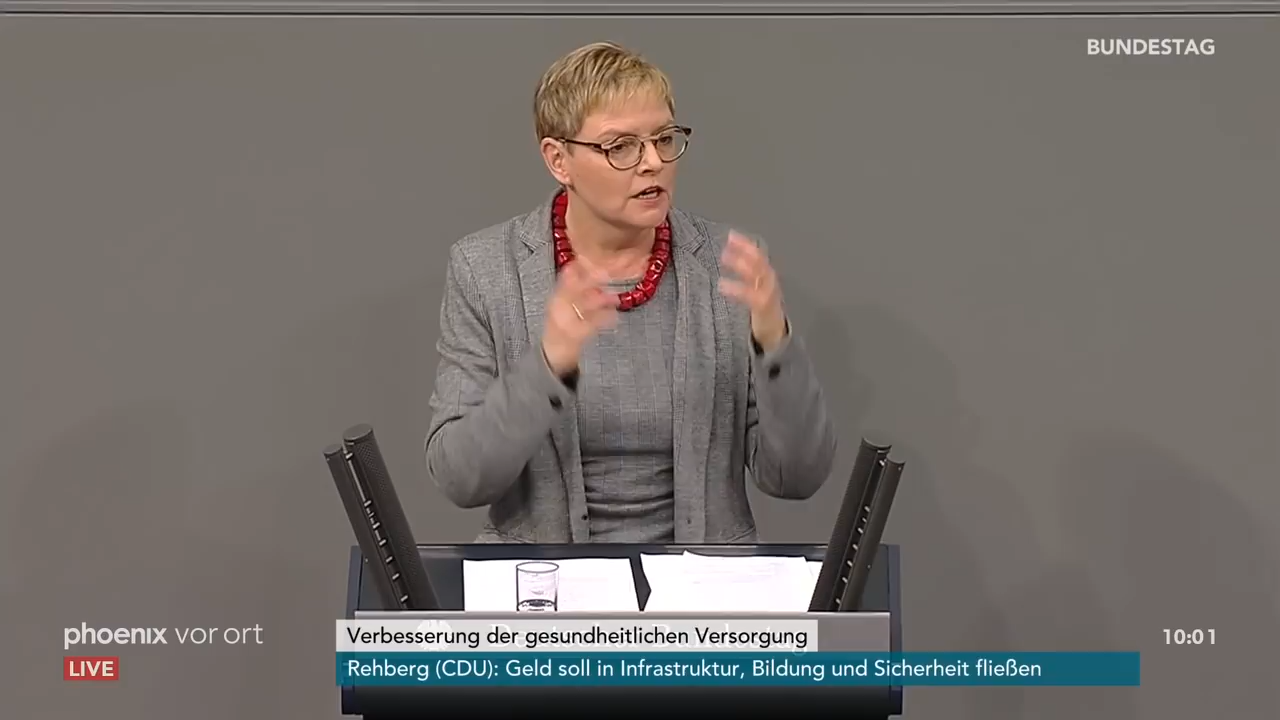 BUNDESTAG
phoenix vor ort
LIVE
10:01
Verbesserung der gesundheitlichen Versorgung
Rehberg (CDU): Geld soll in Infrastruktur, Bildung und Sicherheit fließen